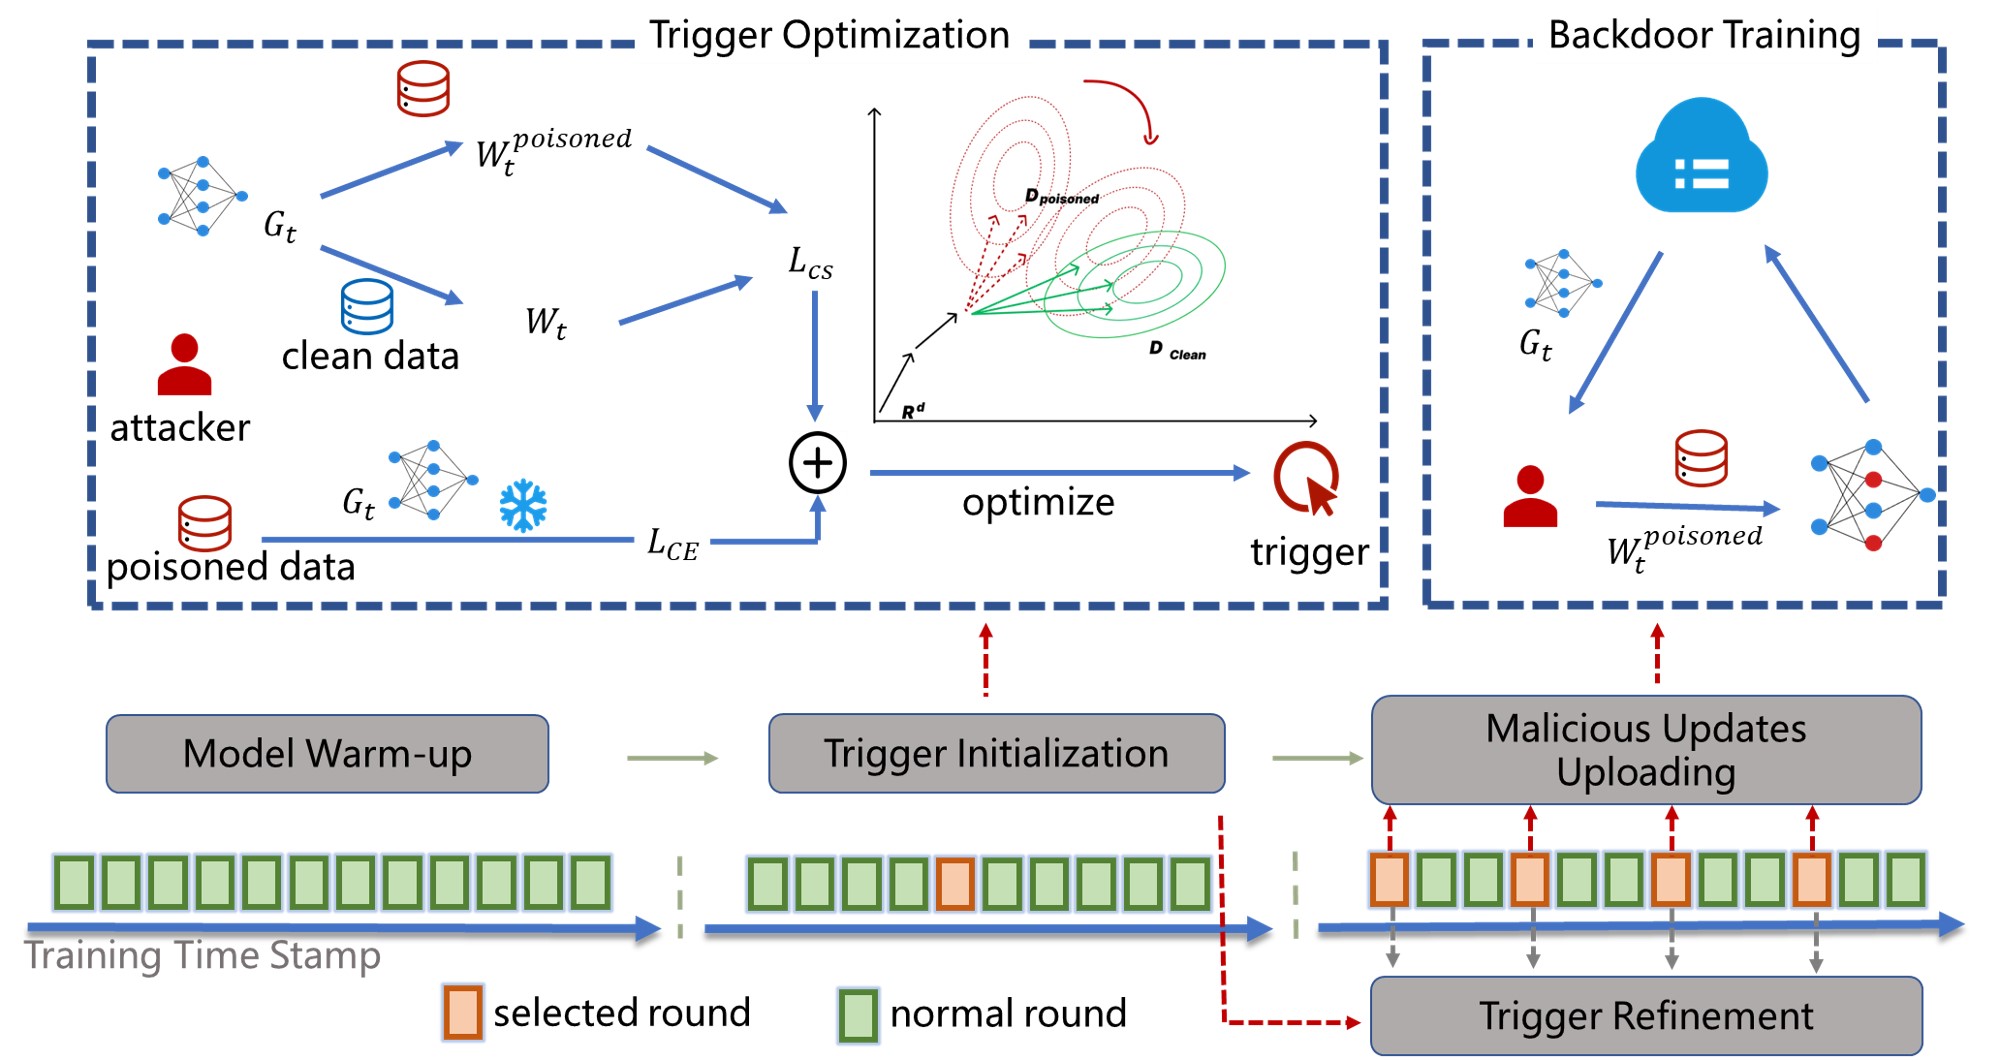 Trigger Optimization
Backdoor Training
W_t^{poisoned}
G_t
L_{CS}
clean data
W_t
attacker
D_{poisoned}
D_{Clean}
R^d
G_t
L_{CE}
poisoned data
optimize
trigger
G_t
W_t^{poisoned}
Model Warm-up
Trigger Initialization
Malicious Updates
Uploading
Training Time Stamp
selected round
normal round
Trigger Refinement